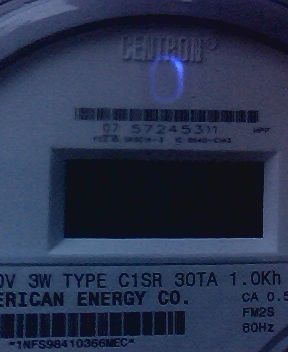 CENTRON®
07 57245311 MPP
0V 3W TYPE C1SR 30TA 1.0Kh
ERICAN ENERGY CO. CA 0.5
FM2S
60Hz
*1NFS98410366MEC*